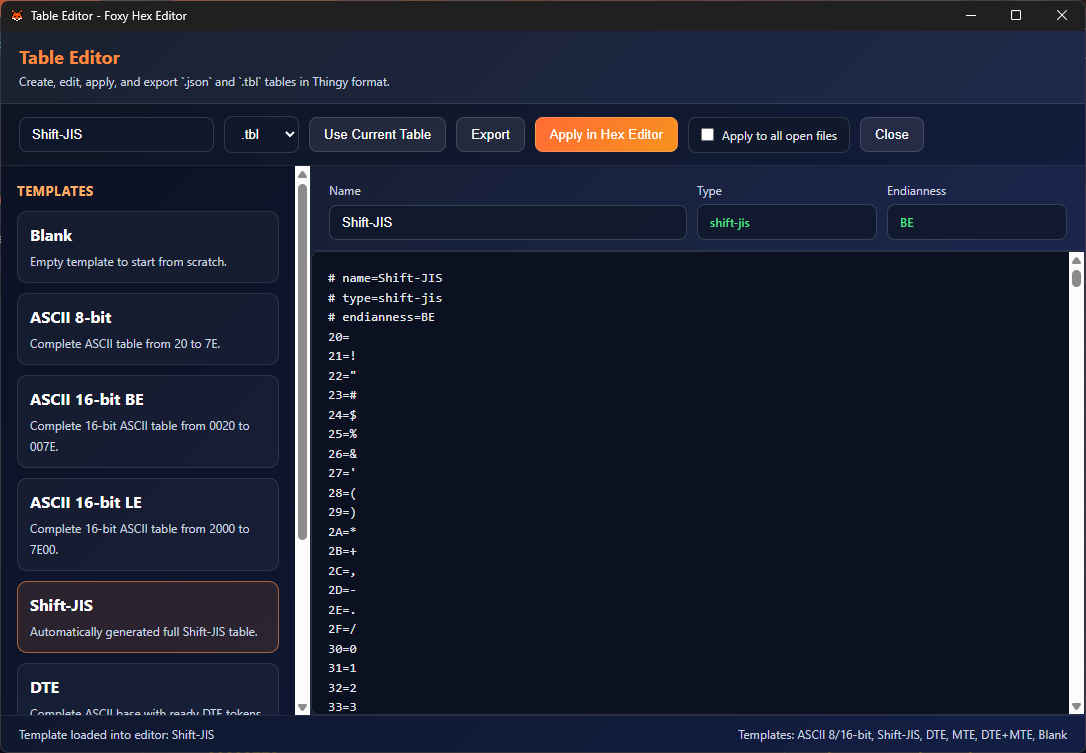 Table Editor - Foxy Hex Editor
Table Editor
Create, edit, apply, and export `.json` and `.tbl` tables in Thingy format.
Shift-JIS .tbl Use Current Table Export Apply in Hex Editor Apply to all open files Close
TEMPLATES
Blank
Empty template to start from scratch.
ASCII 8-bit
Complete ASCII table from 20 to 7E.
ASCII 16-bit BE
Complete 16-bit ASCII table from 0020 to
007E.
ASCII 16-bit LE
Complete 16-bit ASCII table from 2000 to
7E00.
Shift-JIS
Automatically generated full Shift-JIS table.
DTE
Complete ASCII base with ready DTE tokens
Name Type Endianness
Shift-JIS shift-jis BE
# name=Shift-JIS
# type=shift-jis
# endianness=BE
20=
21=!
22="
23=#
24=$
25=%
26=&
27='
28=(
29=)
2A=*
2B=+
2C=,
2D=-
2E=.
2F=/
30=0
31=1
32=2
33=3
Template loaded into editor: Shift-JIS
Templates: ASCII 8/16-bit, Shift-JIS, DTE, MTE, DTE+MTE, Blank